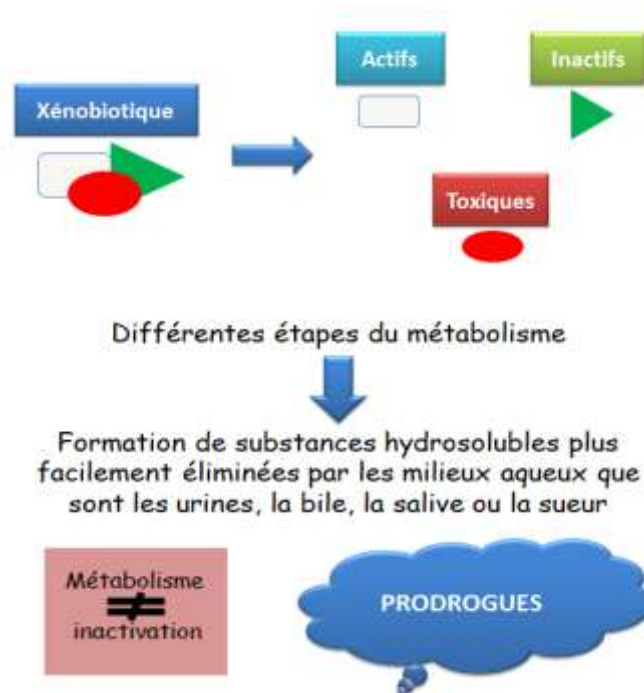 Actifs
Inactifs
Xénobiotique
Toxiques
Différentes étapes du métabolisme
Formation de substances hydrosolubles plus
facilement éliminées par les milieux aqueux que
sont les urines, la bile, la salive ou la sueur
Métabolisme
≠
inactivation
PRODROGUES